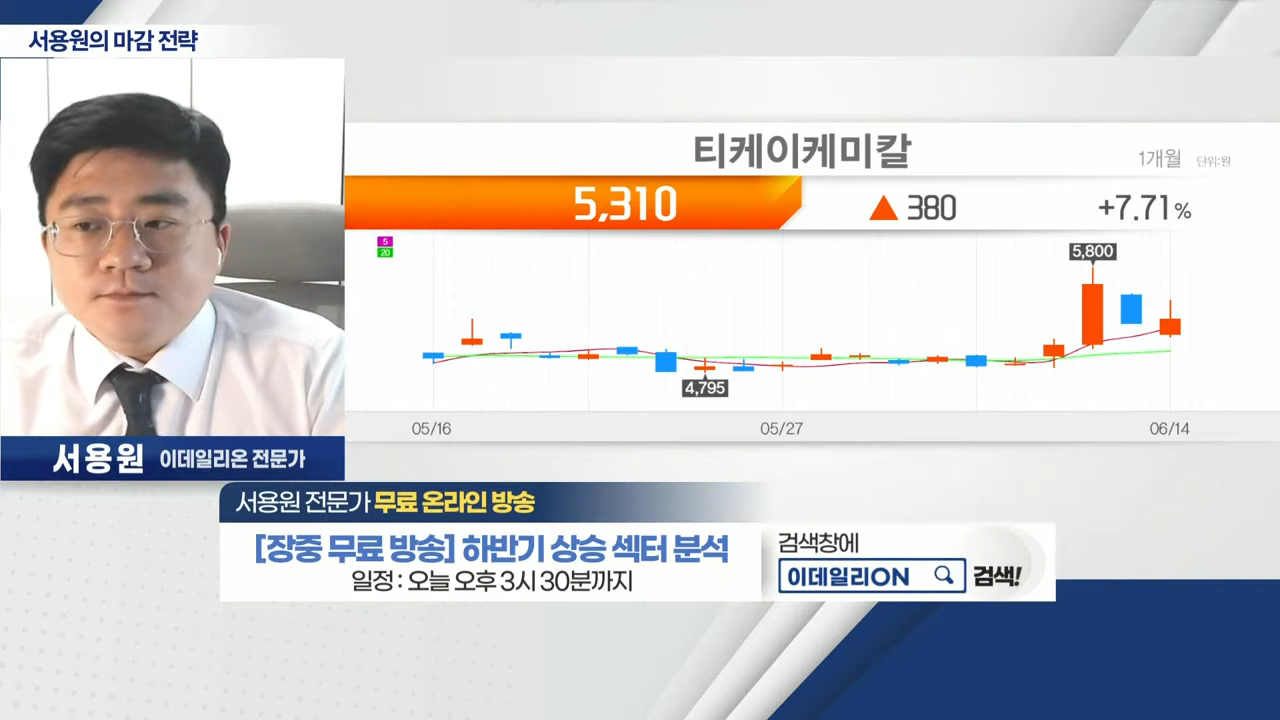 서용원의 마감 전략
티케이케미칼
1개월 단위:원
5,310 ▲ 380 +7.71%
5
20
5,800
4,795
05/16 05/27 06/14
서용원 이데일리온 전문가
서용원 전문가 무료 온라인 방송
[장중 무료 방송] 하반기 상승 섹터 분석
일정 : 오늘 오후 3시 30분까지
검색창에
이데일리ON 검색!